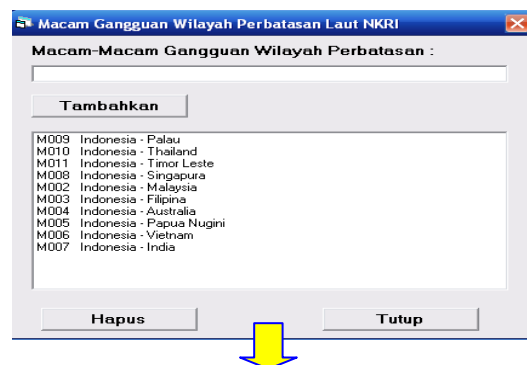 Macam Gangguan Wilayah Perbatasan Laut NKRI
Macam-Macam Gangguan Wilayah Perbatasan :
Tambahkan
M009 Indonesia - Palau
M010 Indonesia - Thailand
M011 Indonesia - Timor Leste
M008 Indonesia - Singapura
M002 Indonesia - Malaysia
M003 Indonesia - Filipina
M004 Indonesia - Australia
M005 Indonesia - Papua Nugini
M006 Indonesia - Vietnam
M007 Indonesia - India
Hapus Tutup